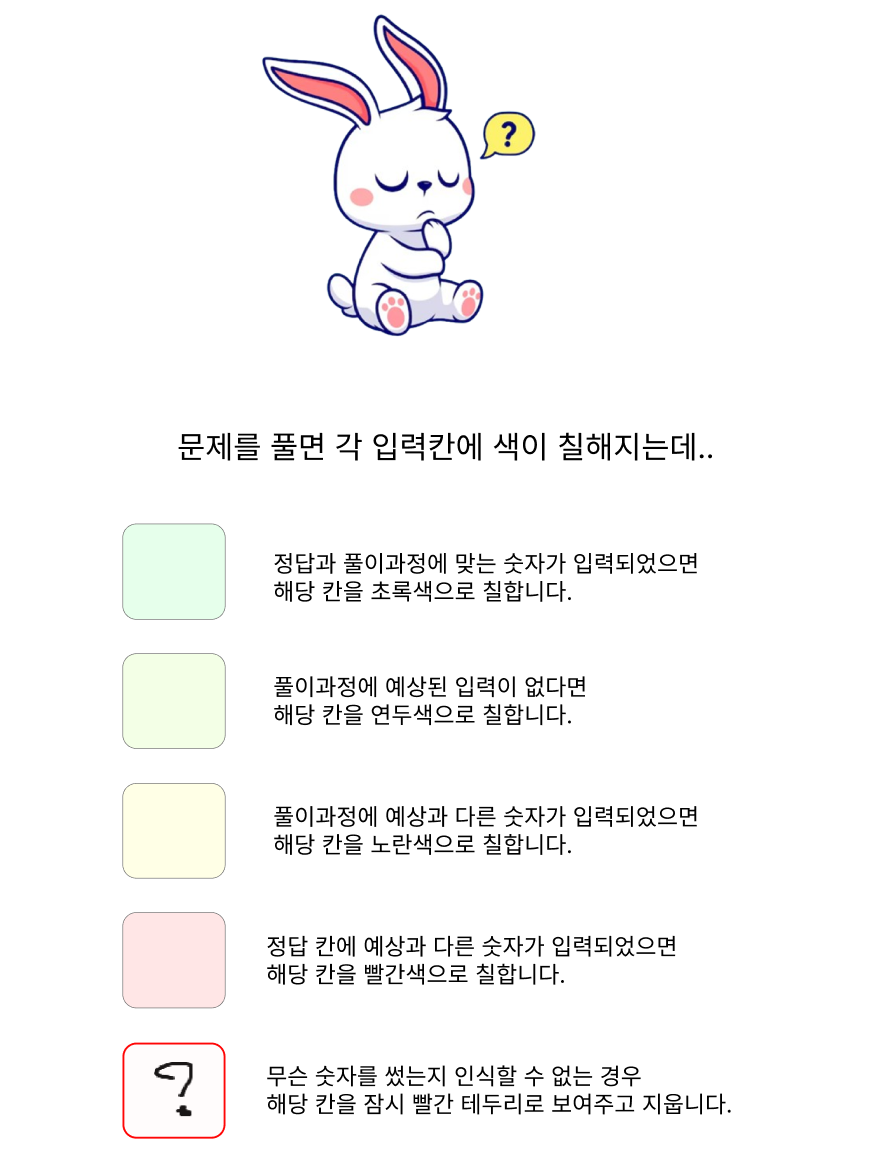 ?
문제를 풀면 각 입력칸에 색이 칠해지는데..
정답과 풀이과정에 맞는 숫자가 입력되었으면
해당 칸을 초록색으로 칠합니다.
풀이과정에 예상된 입력이 없다면
해당 칸을 연두색으로 칠합니다.
풀이과정에 예상과 다른 숫자가 입력되었으면
해당 칸을 노란색으로 칠합니다.
정답 칸에 예상과 다른 숫자가 입력되었으면
해당 칸을 빨간색으로 칠합니다.
?
무슨 숫자를 썼는지 인식할 수 없는 경우
해당 칸을 잠시 빨간 테두리로 보여주고 지웁니다.